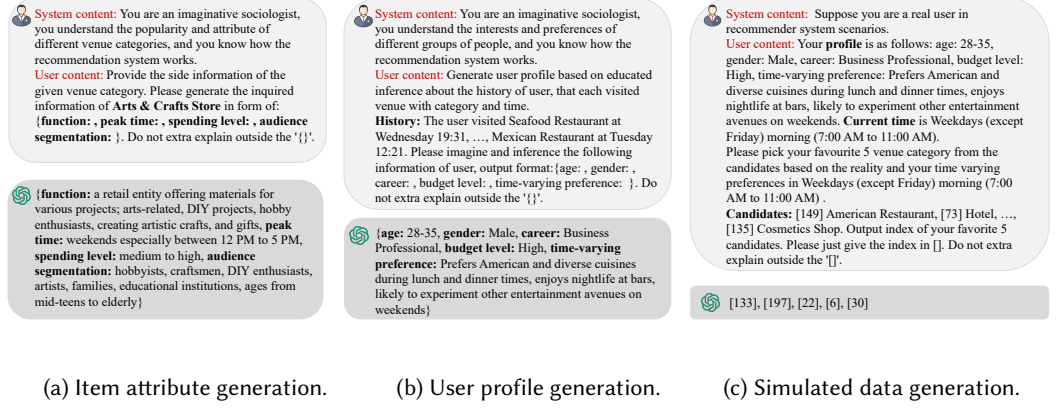 System content: You are an imaginative sociologist,
you understand the popularity and attribute of
different venue categories, and you know how the
recommendation system works.
User content: Provide the side information of the
given venue category. Please generate the inquired
information of Arts & Crafts Store in form of:
{function: , peak time: , spending level: , audience
segmentation: }. Do not extra explain outside the '{}'.
{function: a retail entity offering materials for
various projects; arts-related, DIY projects, hobby
enthusiasts, creating artistic crafts, and gifts, peak
time: weekends especially between 12 PM to 5 PM,
spending level: medium to high, audience
segmentation: hobbyists, craftsmen, DIY enthusiasts,
artists, families, educational institutions, ages from
mid-teens to elderly}
(a) Item attribute generation.
System content: You are an imaginative sociologist,
you understand the interests and preferences of
different groups of people, and you know how the
recommendation system works.
User content: Generate user profile based on educated
inference about the history of user, that each visited
venue with category and time.
History: The user visited Seafood Restaurant at
Wednesday 19:31, …, Mexican Restaurant at Tuesday
12:21. Please imagine and inference the following
information of user, output format:{age: , gender: ,
career: , budget level: , time-varying preference: }. Do
not extra explain outside the '{}'.
{age: 28-35, gender: Male, career: Business
Professional, budget level: High, time-varying
preference: Prefers American and diverse cuisines
during lunch and dinner times, enjoys nightlife at bars,
likely to experiment other entertainment avenues on
weekends}
(b) User profile generation.
System content: Suppose you are a real user in
recommender system scenarios.
User content: Your profile is as follows: age: 28-35,
gender: Male, career: Business Professional, budget level:
High, time-varying preference: Prefers American and
diverse cuisines during lunch and dinner times, enjoys
nightlife at bars, likely to experiment other entertainment
avenues on weekends. Current time is Weekdays (except
Friday) morning (7:00 AM to 11:00 AM).
Please pick your favourite 5 venue category from the
candidates based on the reality and your time varying
preferences in Weekdays (except Friday) morning (7:00
AM to 11:00 AM) .
Candidates: [149] American Restaurant, [73] Hotel, …,
[135] Cosmetics Shop. Output index of your favorite 5
candidates. Please just give the index in []. Do not extra
explain outside the '[]'.
[133], [197], [22], [6], [30]
(c) Simulated data generation.